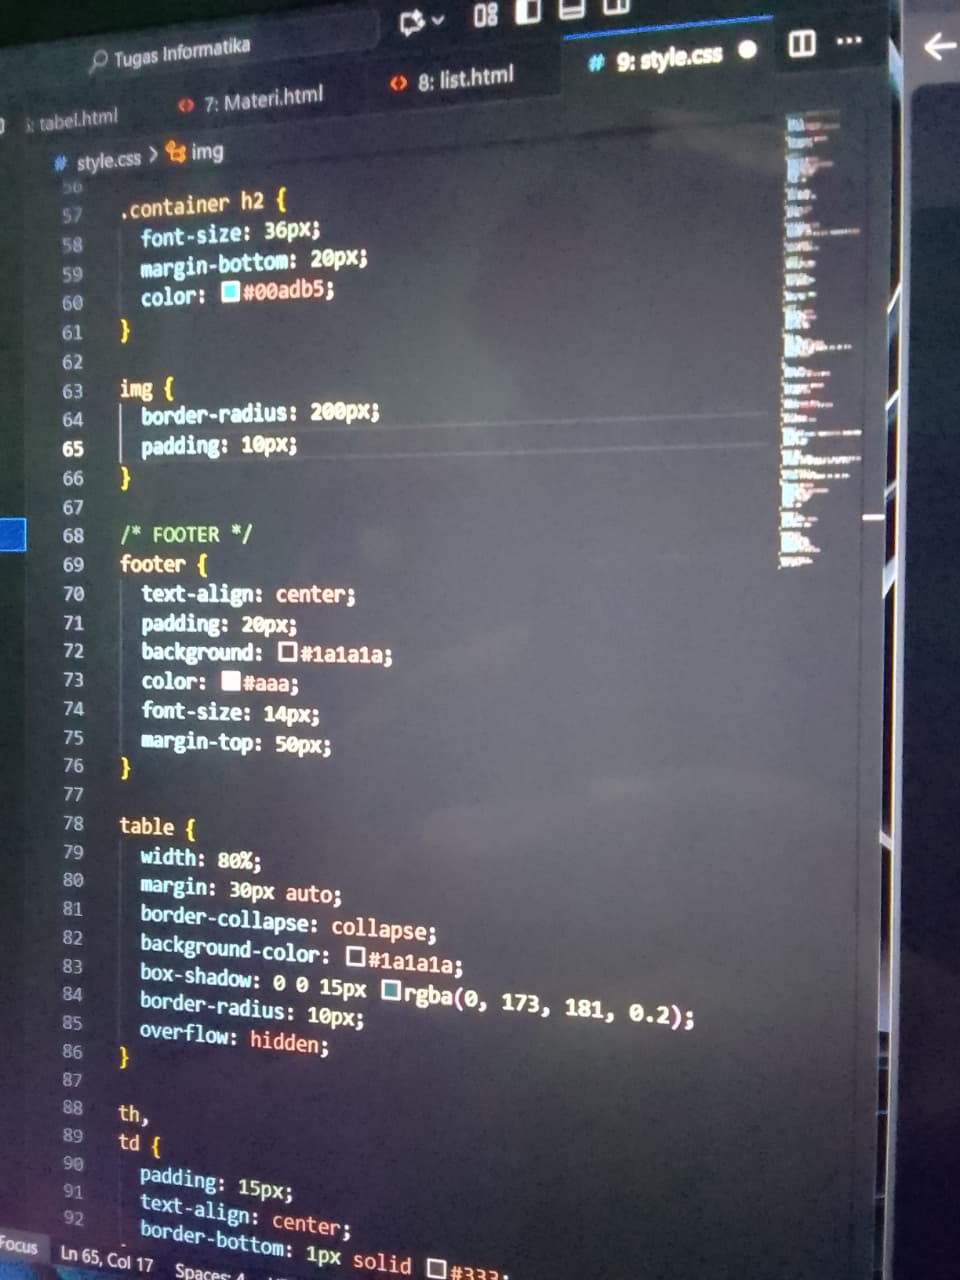 Tugas Informatika
tabel.html
7: Materi.html
8: list.html
# 9: style.css
# style.css > img
56
57 .container h2 {
58 font-size: 36px;
59 margin-bottom: 20px;
60 color: #00adb5;
61 }
62
63 img {
64 border-radius: 200px;
65 padding: 10px;
66 }
67
68 /* FOOTER */
69 footer {
70 text-align: center;
71 padding: 20px;
72 background: #1a1a1a;
73 color: #aaa;
74 font-size: 14px;
75 margin-top: 50px;
76 }
77
78 table {
79 width: 80%;
80 margin: 30px auto;
81 border-collapse: collapse;
82 background-color: #1a1a1a;
83 box-shadow: 0 0 15px rgba(0, 173, 181, 0.2);
84 border-radius: 10px;
85 overflow: hidden;
86 }
87
88 th,
89 td {
90 padding: 15px;
91 text-align: center;
92 border-bottom: 1px solid #333;
Focus Ln 65, Col 17 Spaces: 4